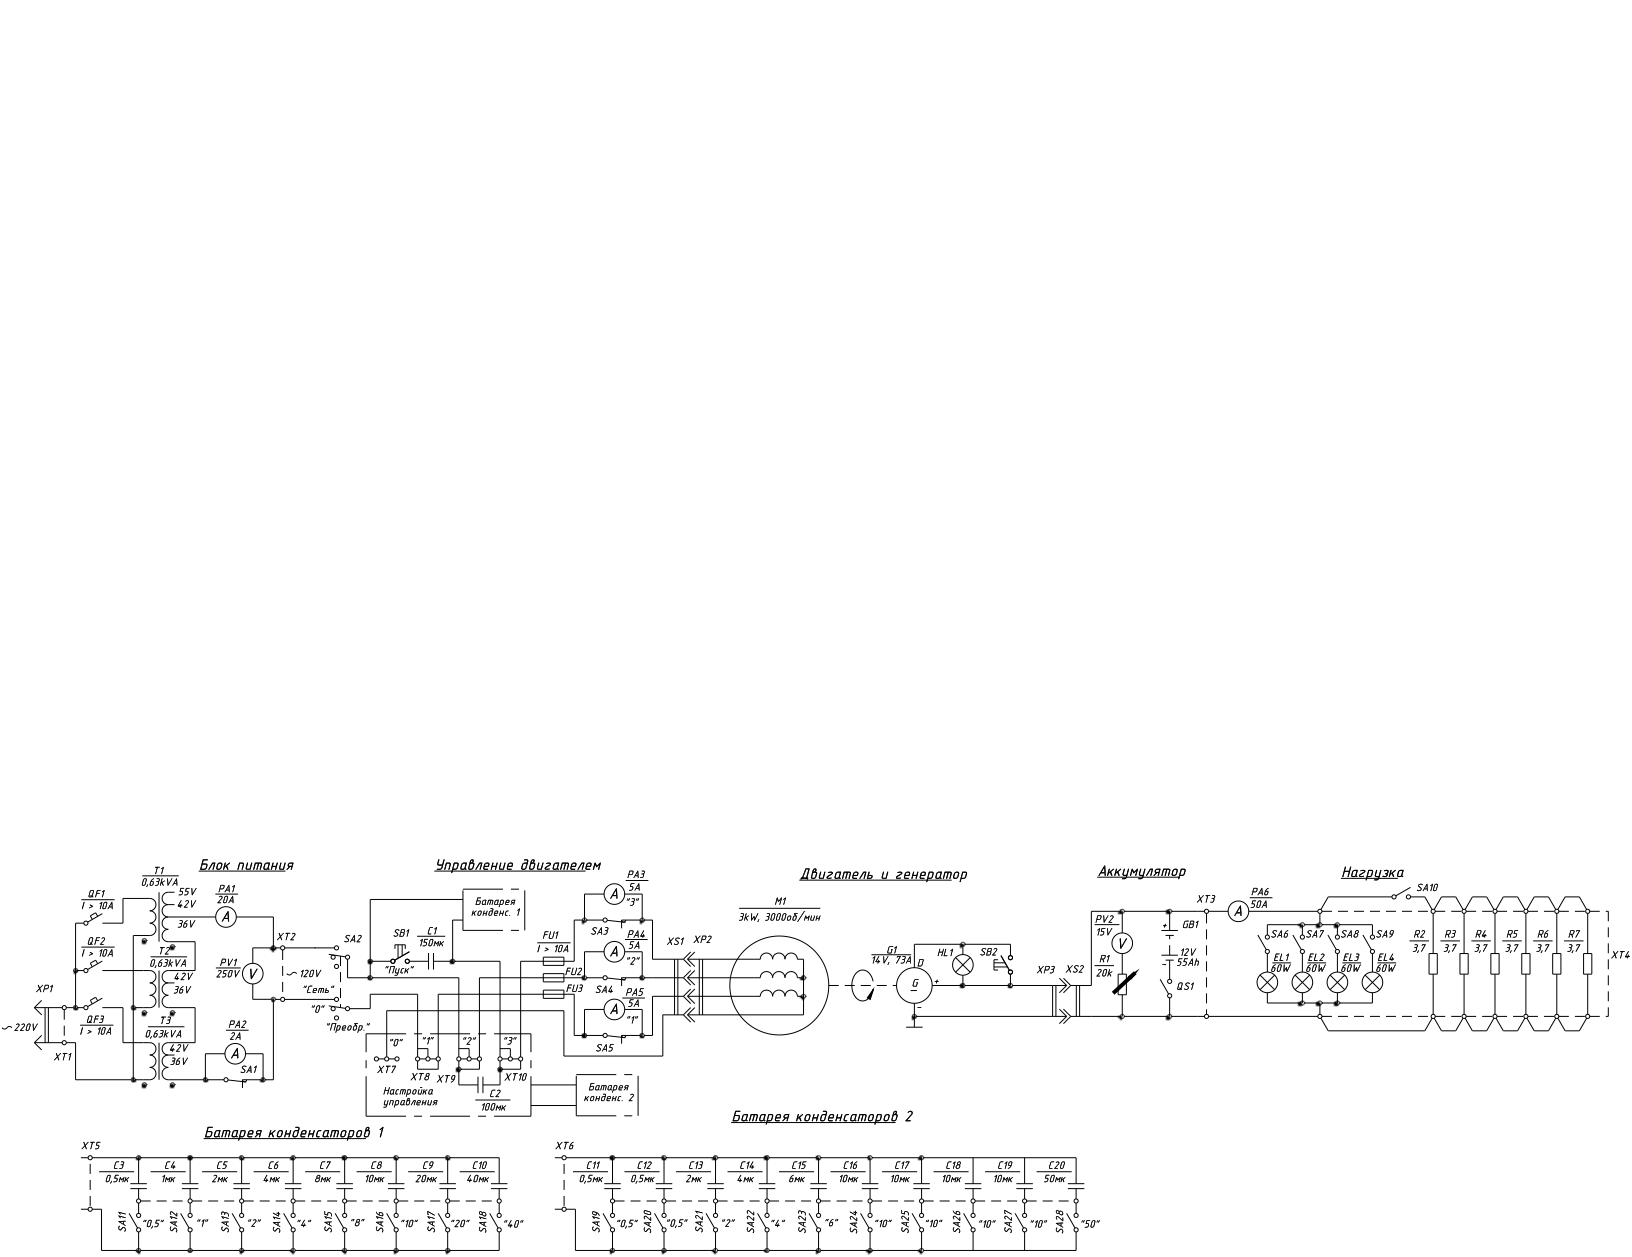 Блок питания
T1
0,63kVA
55V
42V
36V
QF1
I > 10A
PA1
20A
QF2
I > 10A
T2
0,63kVA
42V
36V
PV1
250V
V
A
XT2
~ 120V
SA2
"Сеть"
"0"
"Преобр."
XP1
~220V
XT1
QF3
I > 10A
T3
0,63kVA
42V
36V
PA2
2A
A
SA1
Управление двигателем
Батарея
конденс. 1
SB1
"Пуск"
C1
150мк
FU1
I > 10A
FU2
FU3
PA3
5A
A
"3"
SA3
PA4
5A
A
"2"
SA4
PA5
5A
A
"1"
SA5
XS1
XP2
"0"
"1"
"2"
"3"
XT7
XT8
XT9
XT10
Настройка
управления
C2
100мк
Батарея
конденс. 2
Двигатель и генератор
M1
3kW, 3000об/мин
G1
14V, 73A
D
G
+
-
HL1
SB2
XP3
XS2
Аккумулятор
PV2
15V
V
R1
20k
+
GB1
12V
55Ah
-
QS1
XT3
Нагрузка
PA6
50A
A
SA10
SA6
SA7
SA8
SA9
EL1
60W
EL2
60W
EL3
60W
EL4
60W
R2
3,7
R3
3,7
R4
3,7
R5
3,7
R6
3,7
R7
3,7
XT4
Батарея конденсаторов 1
XT5
C3
0,5мк
C4
1мк
C5
2мк
C6
4мк
C7
8мк
C8
10мк
C9
20мк
C10
40мк
SA11
"0,5"
SA12
"1"
SA13
"2"
SA14
"4"
SA15
"8"
SA16
"10"
SA17
"20"
SA18
"40"
Батарея конденсаторов 2
XT6
C11
0,5мк
C12
0,5мк
C13
2мк
C14
4мк
C15
6мк
C16
10мк
C17
10мк
C18
10мк
C19
10мк
C20
50мк
SA19
"0,5"
SA20
"0,5"
SA21
"2"
SA22
"4"
SA23
"6"
SA24
"10"
SA25
"10"
SA26
"10"
SA27
"10"
SA28
"50"